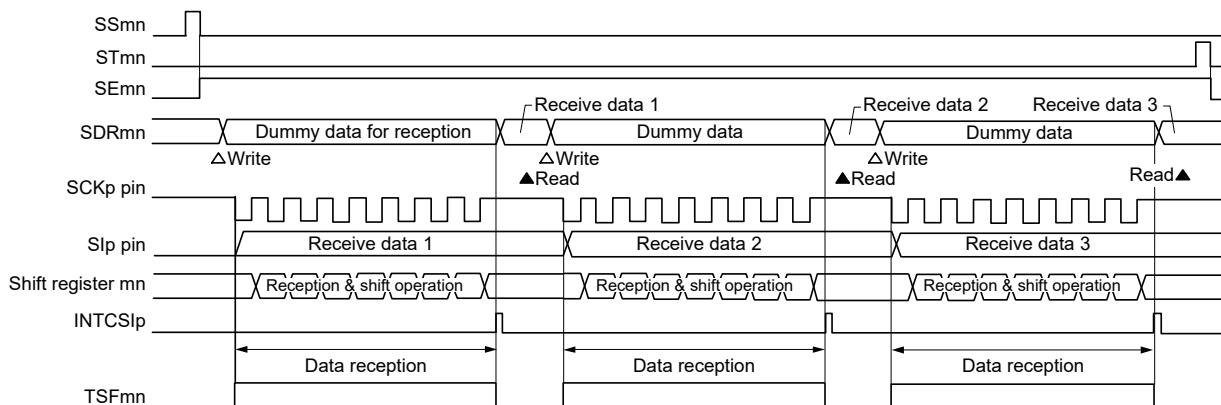 SSmn
STmn
SEmn
Receive data 1 Receive data 2 Receive data 3
SDRmn Dummy data for reception Dummy data Dummy data
△Write △Write △Write
▲Read ▲Read Read▲
SCKp pin
SIp pin Receive data 1 Receive data 2 Receive data 3
Shift register mn Reception & shift operation Reception & shift operation Reception & shift operation
INTCSIp
Data reception Data reception Data reception
TSFmn